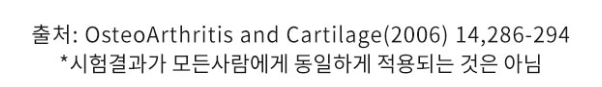 출처: OsteoArthritis and Cartilage(2006) 14,286-294
*시험결과가 모든사람에게 동일하게 적용되는 것은 아님